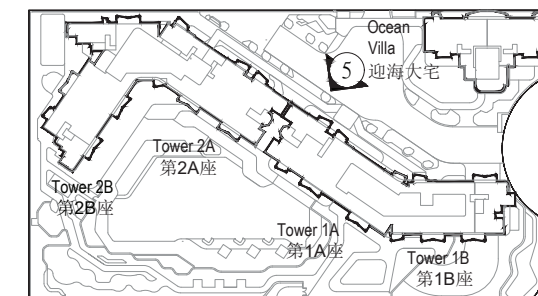 Ocean
Villa
迎海大宅
5
Tower 2A
第2A座
Tower 2B
第2B座
Tower 1A
第1A座
Tower 1B
第1B座